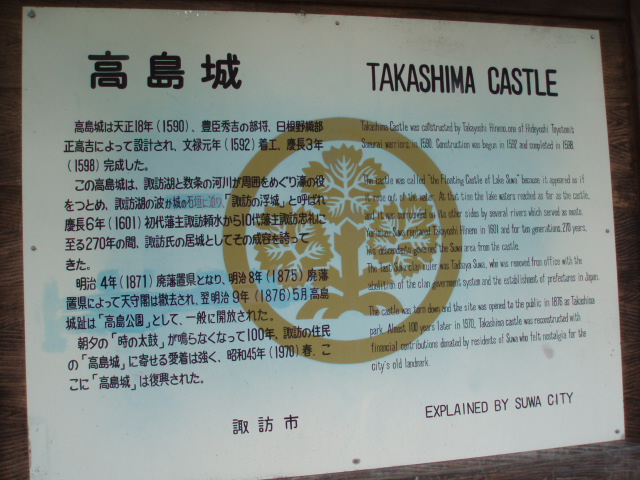 高島城
高島城は天正18年（1590）、豊臣秀吉の部将、日根野織部
正高吉によって設計され、文禄元年（1592）着工、慶長3年
（1598）完成した。
この高島城は、諏訪湖と数条の河川が周囲をめぐり濠の役
をつとめ、諏訪湖の波が城の石垣に迫り、「諏訪の浮城」と呼ばれ
慶長6年（1601）初代藩主諏訪頼水から10代藩主諏訪忠礼に
至る270年の間、諏訪氏の居城としてその成容を誇って
きた。
明治4年（1871）廃藩置県となり、明治8年（1875）廃藩
置県によって天守閣は撤去され、翌明治9年（1876）5月高島
城趾は「高島公園」として、一般に開放された。
朝夕の「時の太鼓」が鳴らなくなって100年、諏訪の住民
の「高島城」に寄せる愛着は強く、昭和45年（1970）春、こ
こに「高島城」は復興された。
諏訪市
TAKASHIMA CASTLE
Takashima Castle was constructed by Takayoshi Hineno, one of Hideyoshi Toyotomi's
Samurai warriors, in 1590. Construction was begun in 1592 and completed in 1598.
The castle was called "the Floating Castle of Lake Suwa" because it appeared as if
it rose out of the water. At that time the lake waters reached as far as the castle,
and it was surrounded on its other sides by several rivers which served as moats.
Yorimizu Suwa replaced Takayoshi Hineno in 1601 and for ten generations, 270 years,
his descendents governed the Suwa area from the castle.
The last Suwa clan ruler was Tadaya Suwa, who was removed from office with the
abolition of the clan government system and the establishment of prefectures in Japan.
The castle was torn down and the site was opened to the public in 1876 as Takashima
park. Almost 100 years later in 1970, Takashima castle was reconstructed with
financial contributions donated by residents of Suwa who felt nostalgia for the
city's old landmark.
EXPLAINED BY SUWA CITY